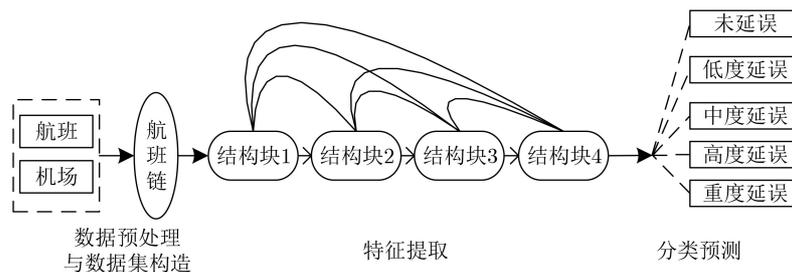 航班
机场
航班链
结构块1
结构块2
结构块3
结构块4
未延误
低度延误
中度延误
高度延误
重度延误
数据预处理
与数据集构造
特征提取
分类预测